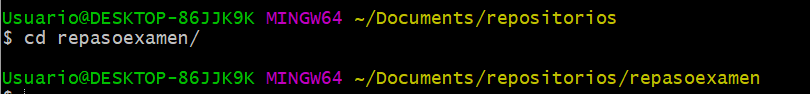 Usuario@DESKTOP-86JJK9K MINGW64 ~/Documents/repositorios
$ cd repasoexamen/
Usuario@DESKTOP-86JJK9K MINGW64 ~/Documents/repositorios/repasoexamen
$